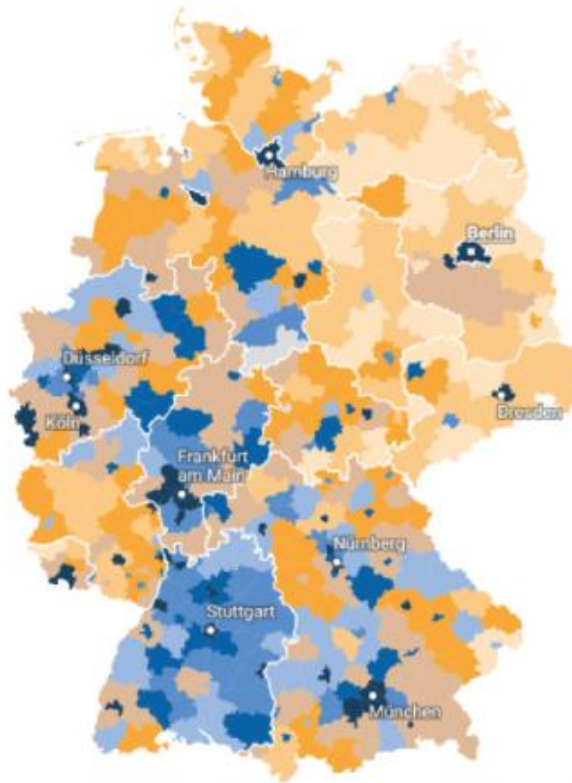 Hamburg
Berlin
Düsseldorf
Köln
Dresden
Frankfurt
am Main
Nürnberg
Stuttgart
München